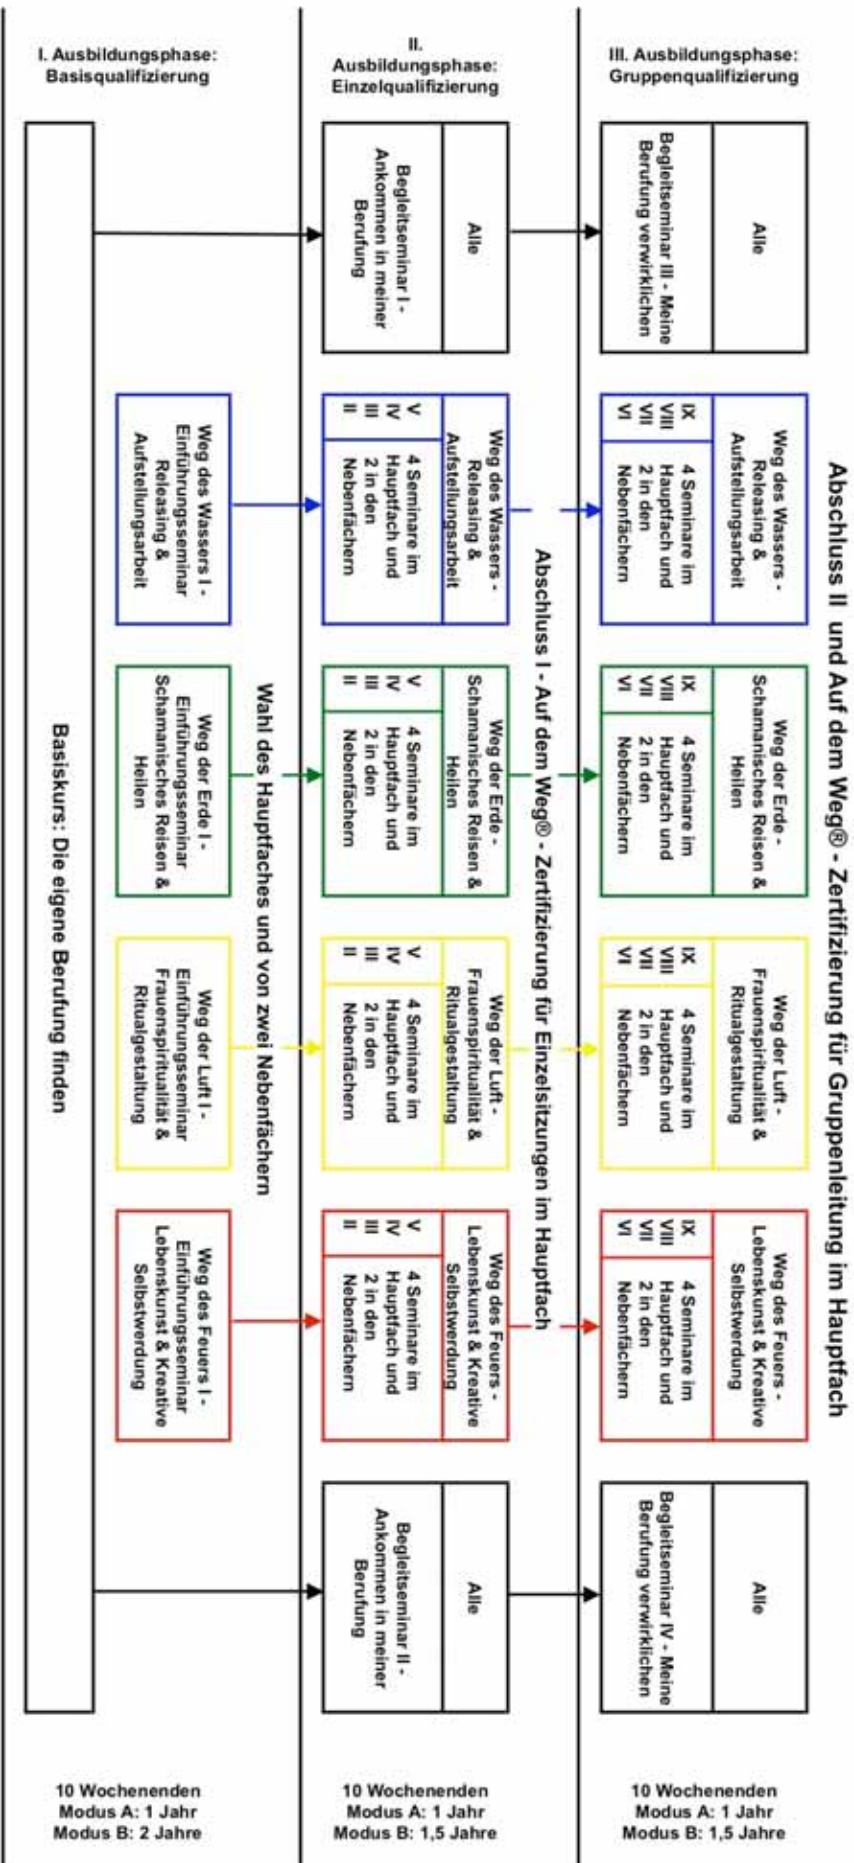 I. Ausbildungsphase:
Basisqualifizierung
II.
Ausbildungsphase:
Einzelqualifizierung
III. Ausbildungsphase:
Gruppenqualifizierung
Abschluss II und Auf dem Weg® - Zertifizierung für Gruppenleitung im Hauptfach
Alle
Begleitseminar III - Meine
Berufung verwirklichen
Weg des Wassers -
Releasing &
Aufstellungsarbeit
IX
VIII
VII
VI
4 Seminare im
Hauptfach und
2 in den
Nebenfächern
Weg der Erde -
Schamanisches Reisen &
Heilen
IX
VIII
VII
VI
4 Seminare im
Hauptfach und
2 in den
Nebenfächern
Weg der Luft -
Frauenspiritualität &
Ritualgestaltung
IX
VIII
VII
VI
4 Seminare im
Hauptfach und
2 in den
Nebenfächern
Weg des Feuers -
Lebenskunst & Kreative
Selbstwerdung
IX
VIII
VII
VI
4 Seminare im
Hauptfach und
2 in den
Nebenfächern
Alle
Begleitseminar IV - Meine
Berufung verwirklichen
Abschluss I - Auf dem Weg® - Zertifizierung für Einzelsitzungen im Hauptfach
Alle
Begleitseminar I -
Ankommen in meiner
Berufung
Weg des Wassers -
Releasing &
Aufstellungsarbeit
V
IV
III
II
4 Seminare im
Hauptfach und
2 in den
Nebenfächern
Weg der Erde -
Schamanisches Reisen &
Heilen
V
IV
III
II
4 Seminare im
Hauptfach und
2 in den
Nebenfächern
Weg der Luft -
Frauenspiritualität &
Ritualgestaltung
V
IV
III
II
4 Seminare im
Hauptfach und
2 in den
Nebenfächern
Weg des Feuers -
Lebenskunst & Kreative
Selbstwerdung
V
IV
III
II
4 Seminare im
Hauptfach und
2 in den
Nebenfächern
Alle
Begleitseminar II -
Ankommen in meiner
Berufung
Wahl des Hauptfaches und von zwei Nebenfächern
Weg des Wassers I -
Einführungsseminar
Releasing &
Aufstellungsarbeit
Weg der Erde I -
Einführungsseminar
Schamanisches Reisen &
Heilen
Weg der Luft I -
Einführungsseminar
Frauenspiritualität &
Ritualgestaltung
Weg des Feuers I -
Einführungsseminar
Lebenskunst & Kreative
Selbstwerdung
Basiskurs: Die eigene Berufung finden
10 Wochenenden
Modus A: 1 Jahr
Modus B: 2 Jahre
10 Wochenenden
Modus A: 1 Jahr
Modus B: 1,5 Jahre
10 Wochenenden
Modus A: 1 Jahr
Modus B: 1,5 Jahre